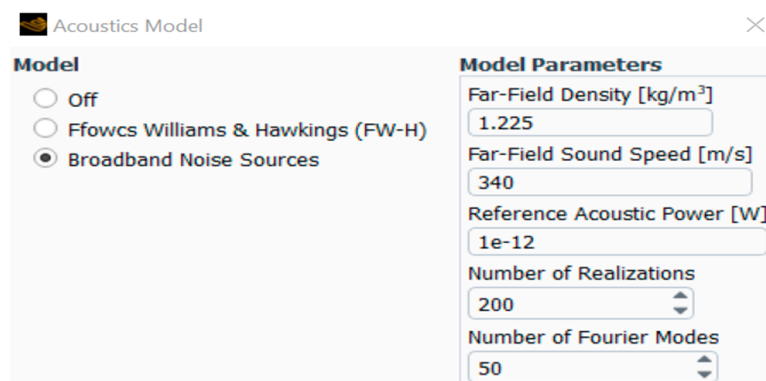 Acoustics Model
Model
Off
Ffowcs Williams & Hawkings (FW-H)
Broadband Noise Sources
Model Parameters
Far-Field Density [kg/m³]
1.225
Far-Field Sound Speed [m/s]
340
Reference Acoustic Power [W]
1e-12
Number of Realizations
200
Number of Fourier Modes
50